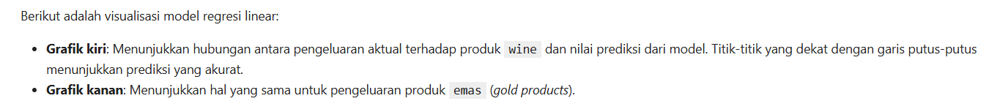 Berikut adalah visualisasi model regresi linear:
• Grafik kiri: Menunjukkan hubungan antara pengeluaran aktual terhadap produk wine dan nilai prediksi dari model. Titik-titik yang dekat dengan garis putus-putus
menunjukkan prediksi yang akurat.
• Grafik kanan: Menunjukkan hal yang sama untuk pengeluaran produk emas (gold products).